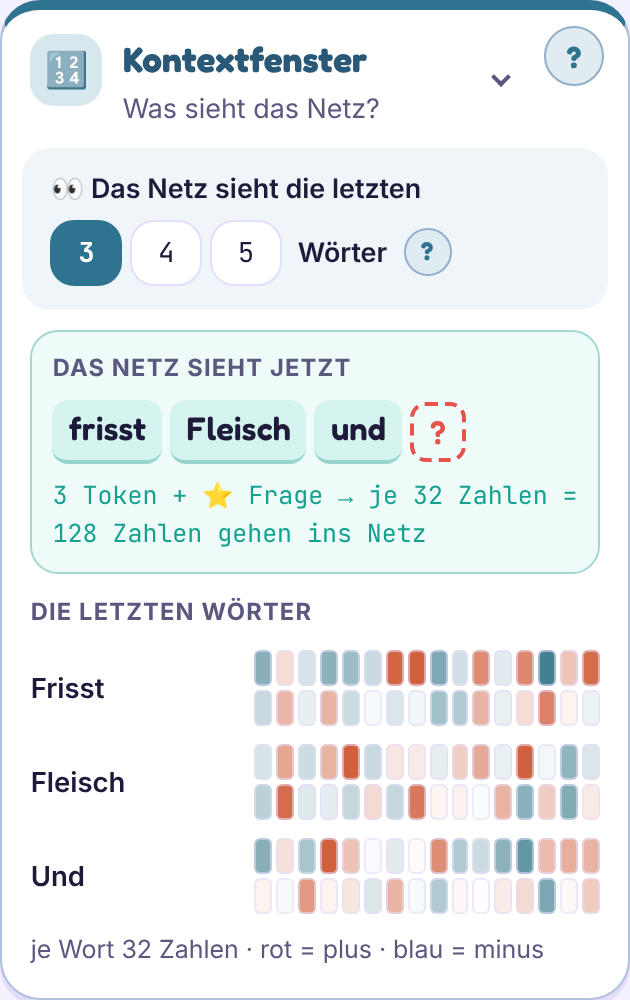 Kontextfenster
?
Was sieht das Netz?
👀 Das Netz sieht die letzten
3 4 5 Wörter ?
DAS NETZ SIEHT JETZT
frisst Fleisch und ?
3 Token + ⭐ Frage → je 32 Zahlen =
128 Zahlen gehen ins Netz
DIE LETZTEN WÖRTER
Frisst
Fleisch
Und
je Wort 32 Zahlen · rot = plus · blau = minus